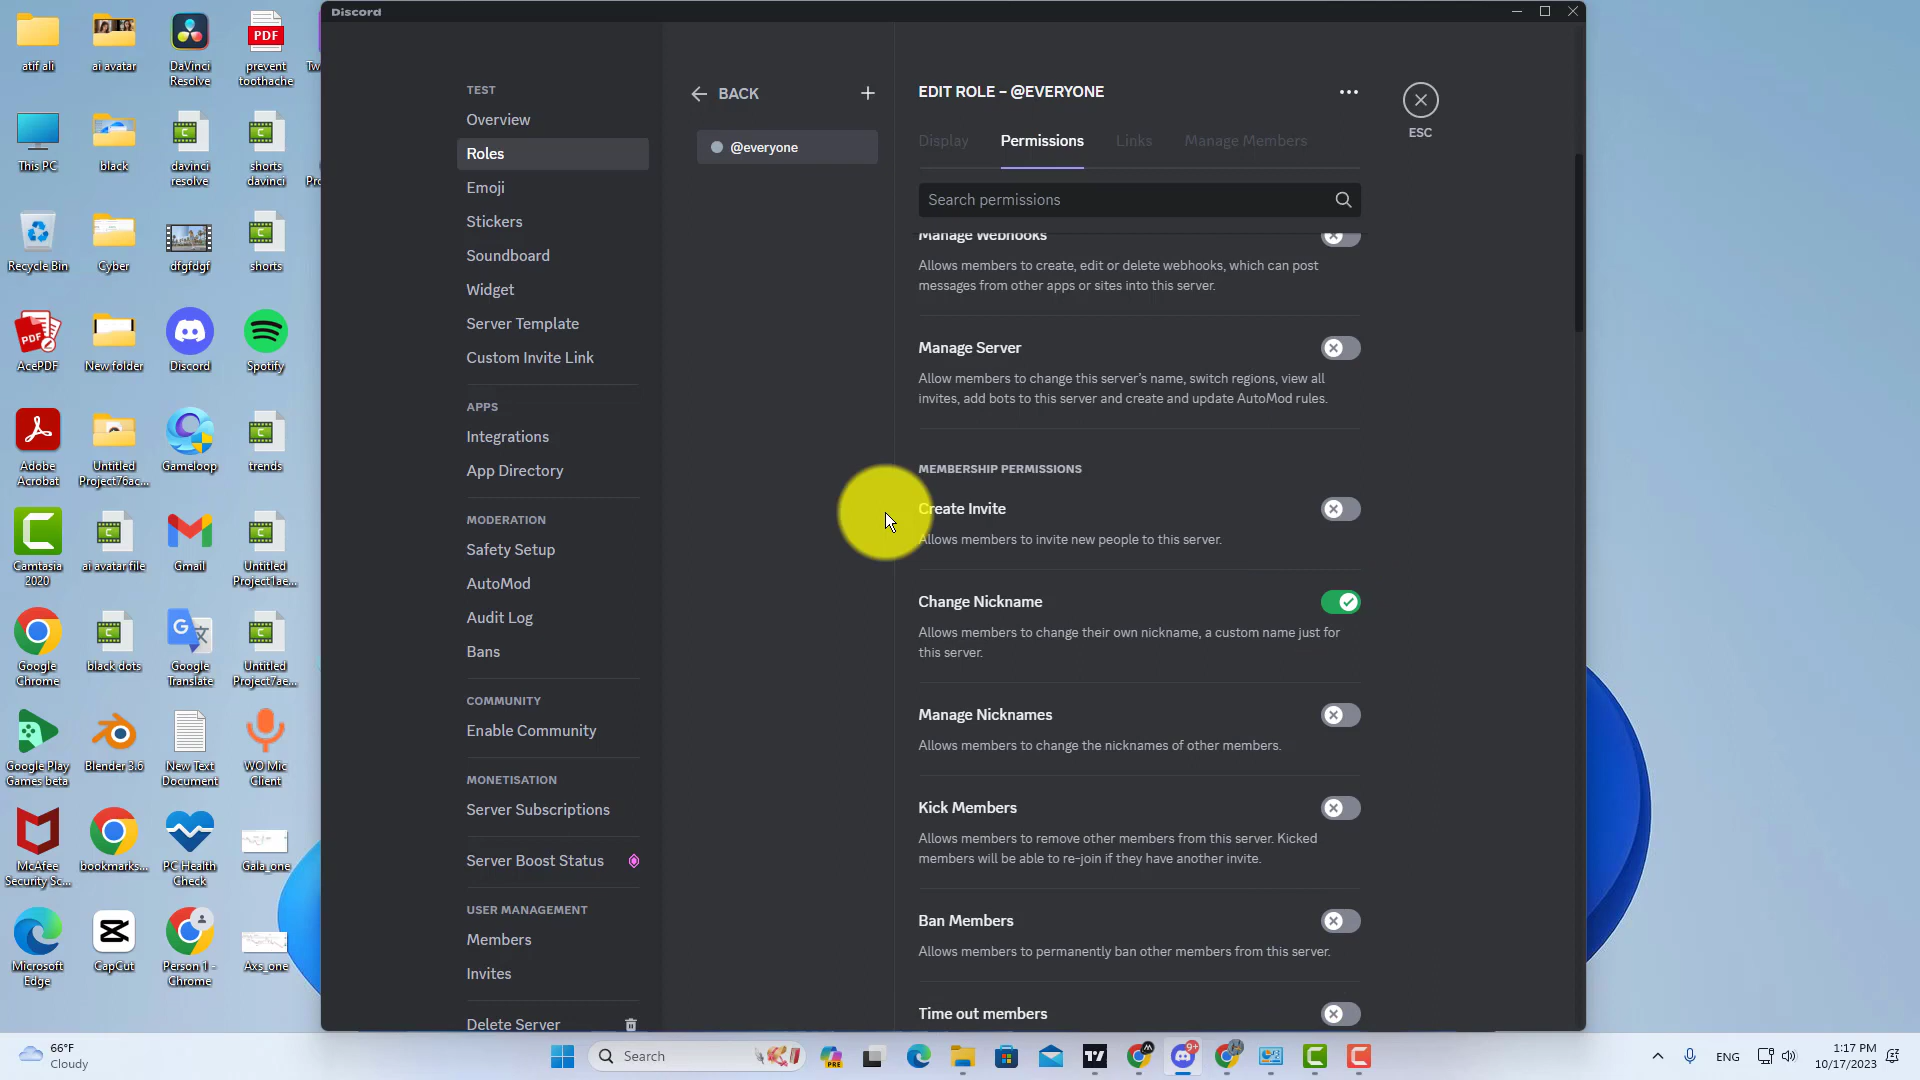 Discord
atif ali
ai avatar
DaVinci
Resolve
PDF
prevent
toothache
Tw
This PC
black
davinci
resolve
shorts
davinci
Recycle Bin
Cyber
dfgfdgf
shorts
AcePDF
New folder
Discord
Spotify
Adobe
Acrobat
Untitled
Project76ac...
Gameloop
trends
Camtasia
2020
ai avatar file
Gmail
Untitled
Project1ae...
Google
Chrome
black dots
Google
Translate
Untitled
Project7ae...
Google Play
Games beta
Blender 3.6
New Text
Document
WO Mic
Client
McAfee
Security Sc...
bookmarks...
PC Health
Check
Gala_one
Microsoft
Edge
CapCut
Person 1 -
Chrome
Axs_one
TEST
Overview
Roles
Emoji
Stickers
Soundboard
Widget
Server Template
Custom Invite Link
APPS
Integrations
App Directory
MODERATION
Safety Setup
AutoMod
Audit Log
Bans
COMMUNITY
Enable Community
MONETISATION
Server Subscriptions
Server Boost Status
USER MANAGEMENT
Members
Invites
Delete Server
BACK
@everyone
EDIT ROLE – @EVERYONE
ESC
Display Permissions Links Manage Members
Search permissions
Manage Webhooks
Allows members to create, edit or delete webhooks, which can post
messages from other apps or sites into this server.
Manage Server
Allow members to change this server's name, switch regions, view all
invites, add bots to this server and create and update AutoMod rules.
MEMBERSHIP PERMISSIONS
Create Invite
Allows members to invite new people to this server.
Change Nickname
Allows members to change their own nickname, a custom name just for
this server.
Manage Nicknames
Allows members to change the nicknames of other members.
Kick Members
Allows members to remove other members from this server. Kicked
members will be able to re-join if they have another invite.
Ban Members
Allows members to permanently ban other members from this server.
Time out members
66°F
Cloudy
Search
PRE
9+
ENG
1:17 PM
10/17/2023